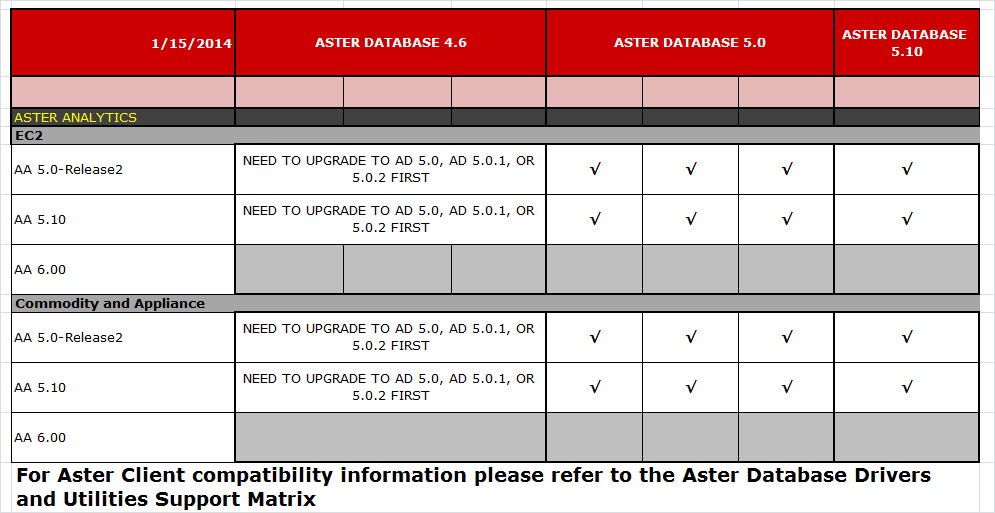 1/15/2014
ASTER DATABASE 4.6
ASTER DATABASE 5.0
ASTER DATABASE
5.10
ASTER ANALYTICS
EC2
AA 5.0-Release2
NEED TO UPGRADE TO AD 5.0, AD 5.0.1, OR
5.0.2 FIRST
√ √ √ √
AA 5.10
NEED TO UPGRADE TO AD 5.0, AD 5.0.1, OR
5.0.2 FIRST
√ √ √ √
AA 6.00
Commodity and Appliance
AA 5.0-Release2
NEED TO UPGRADE TO AD 5.0, AD 5.0.1, OR
5.0.2 FIRST
√ √ √ √
AA 5.10
NEED TO UPGRADE TO AD 5.0, AD 5.0.1, OR
5.0.2 FIRST
√ √ √ √
AA 6.00
For Aster Client compatibility information please refer to the Aster Database Drivers
and Utilities Support Matrix